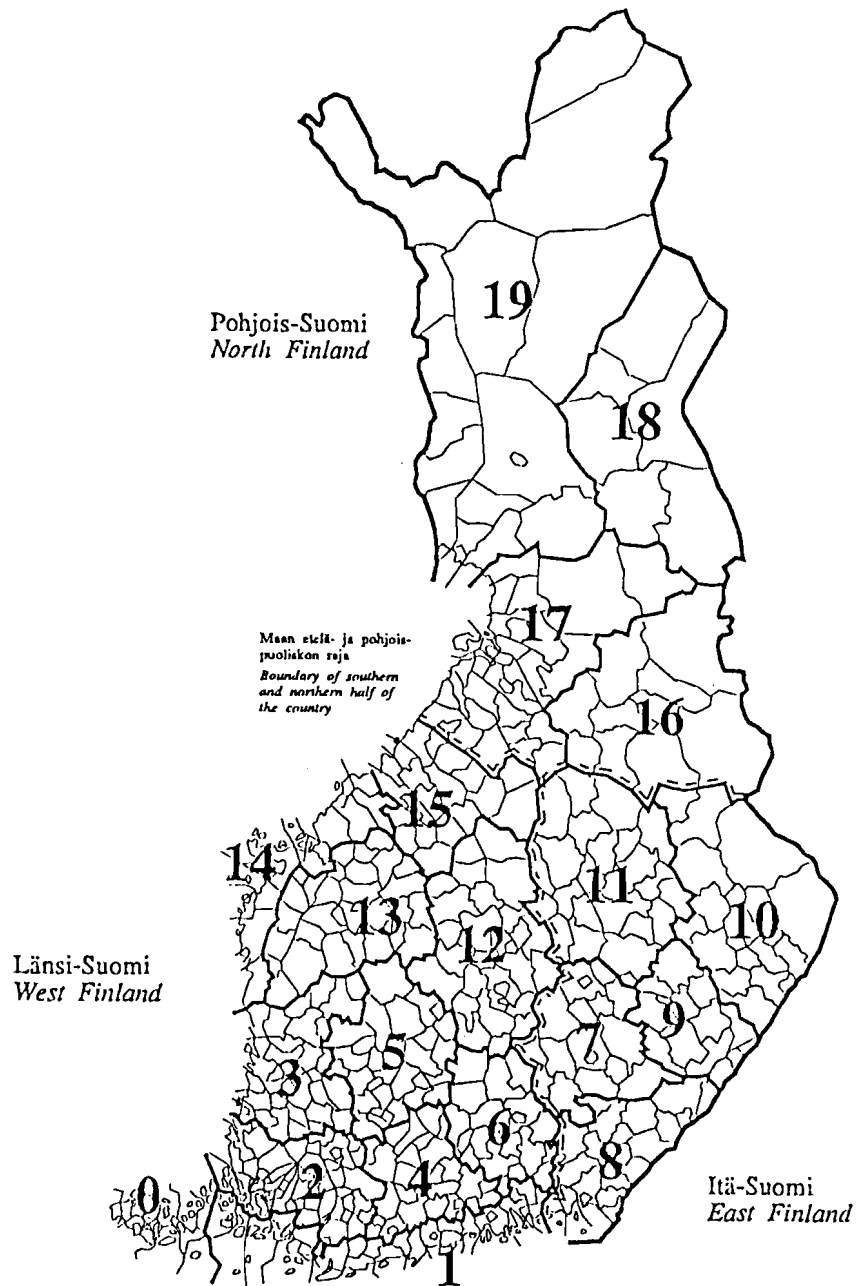 19
Pohjois-Suomi
North Finland
18
17
Maan etelä- ja pohjois-
puoliskon raja
Boundary of southern
and northern half of
the country
16
15
14
11
13
10
12
Länsi-Suomi
West Finland
9
7
5
3
6
8
0
2
4
Itä-Suomi
East Finland
1